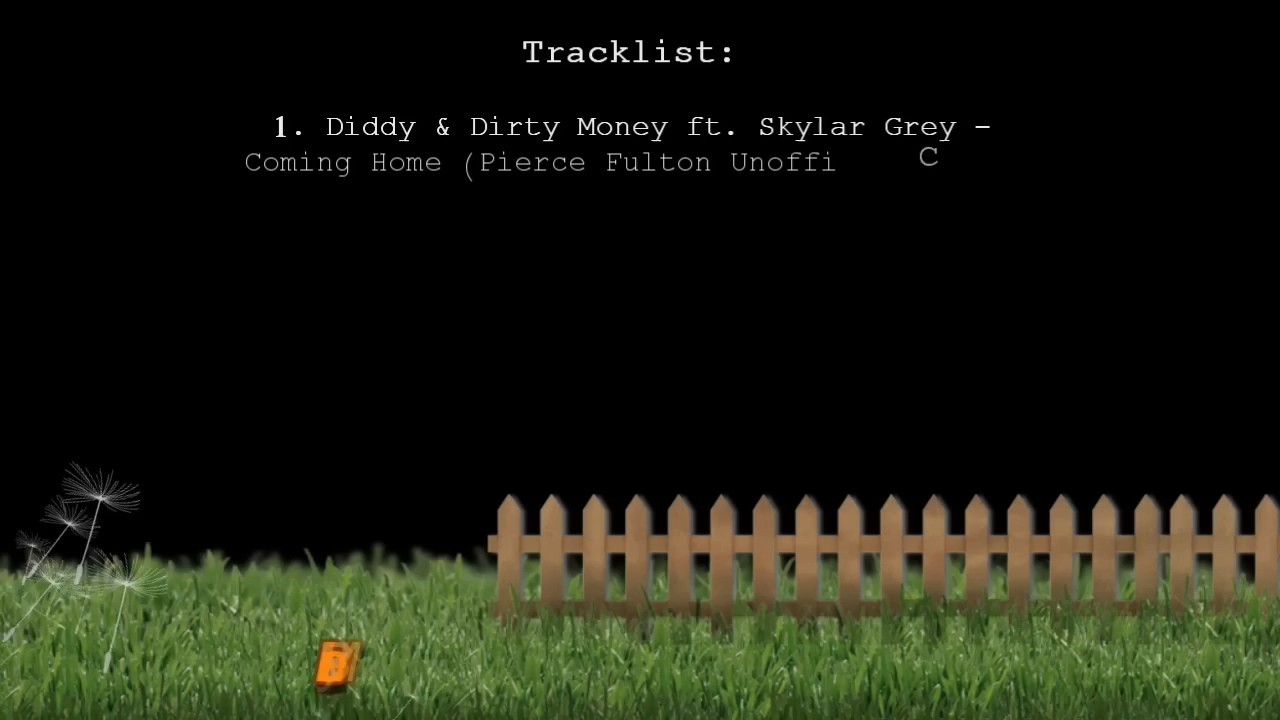 Tracklist:
1. Diddy & Dirty Money ft. Skylar Grey -
Coming Home (Pierce Fulton Unoffi C